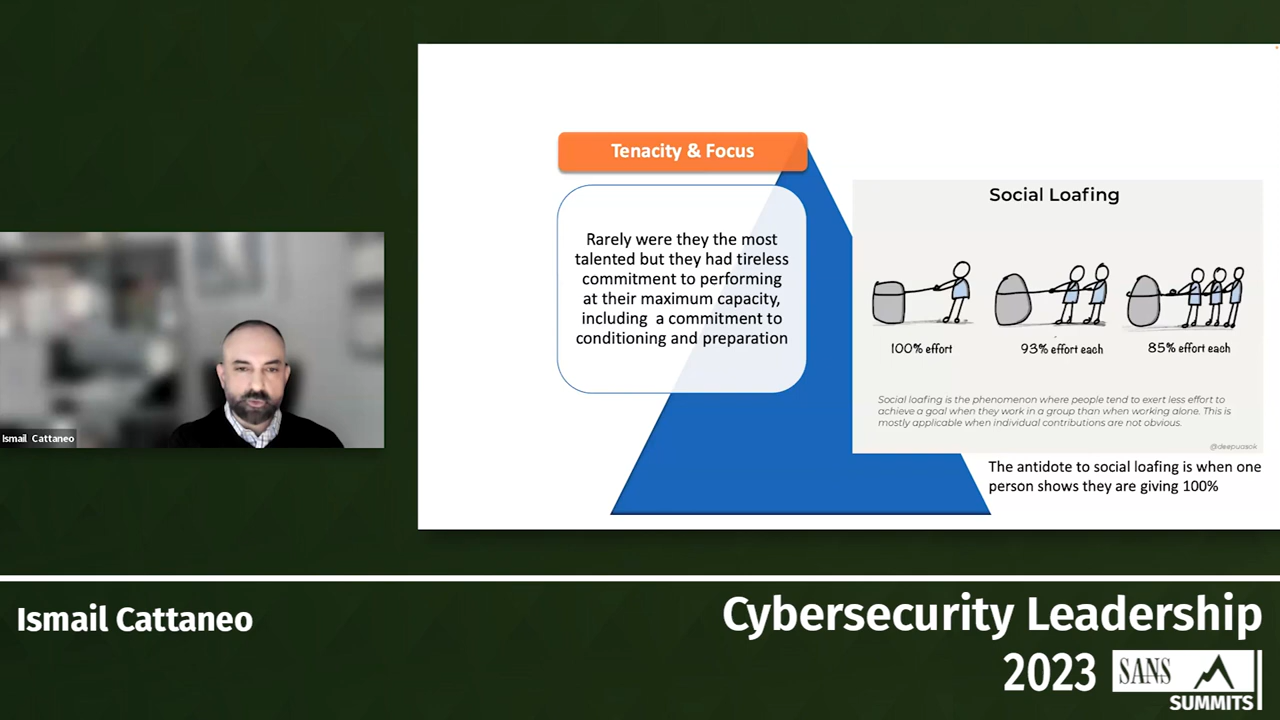 Tenacity & Focus
Rarely were they the most
talented but they had tireless
commitment to performing
at their maximum capacity,
including a commitment to
conditioning and preparation
Social Loafing
100% effort
93% effort each
85% effort each
Social loafing is the phenomenon where people tend to exert less effort to
achieve a goal when they work in a group than when working alone. This is
mostly applicable when individual contributions are not obvious.
@deepuasok
The antidote to social loafing is when one
person shows they are giving 100%
Ismail Cattaneo
Ismail Cattaneo
Cybersecurity Leadership
2023
SANS
SUMMITS